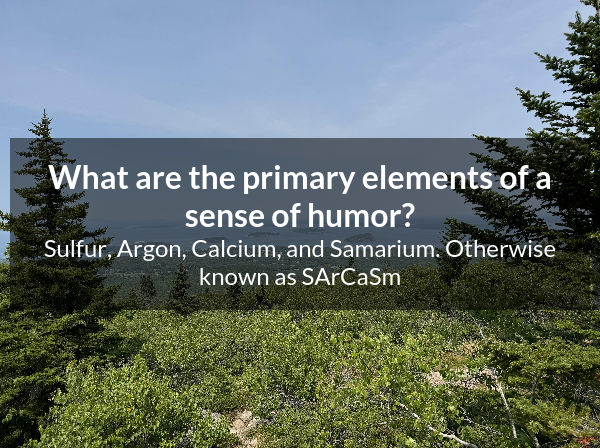 What are the primary elements of a
sense of humor?
Sulfur, Argon, Calcium, and Samarium. Otherwise
known as SArCaSm